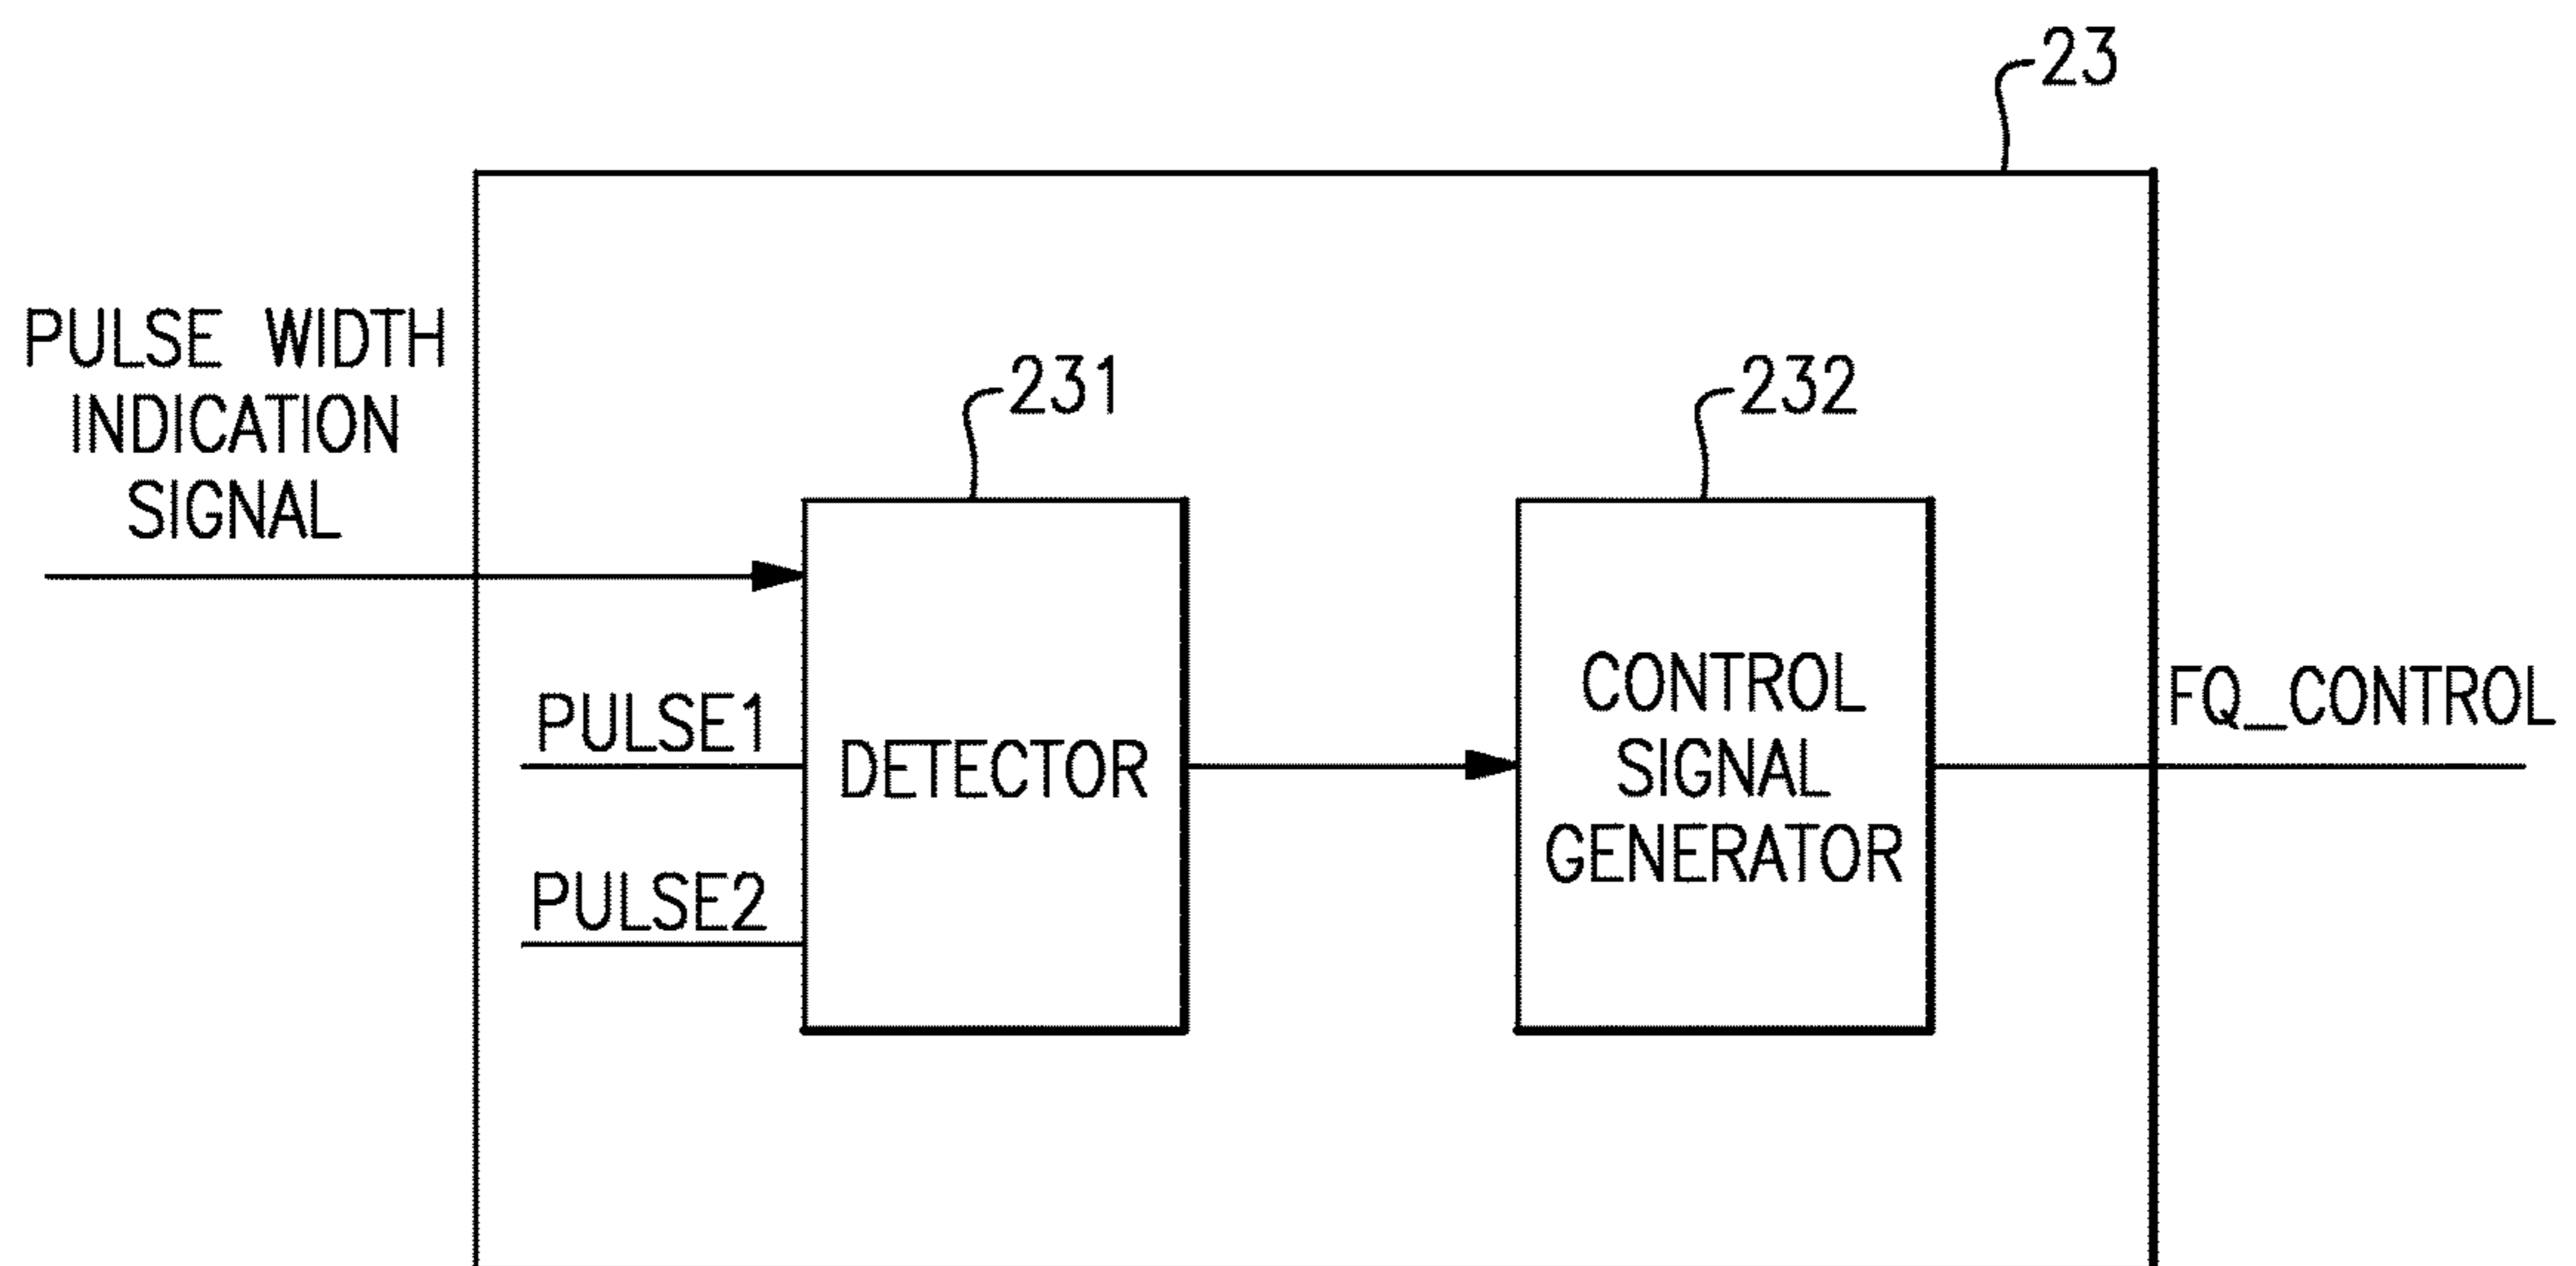 23
PULSE WIDTH
INDICATION
SIGNAL
231
232
PULSE1
DETECTOR
PULSE2
CONTROL
SIGNAL
GENERATOR
FQ_CONTROL